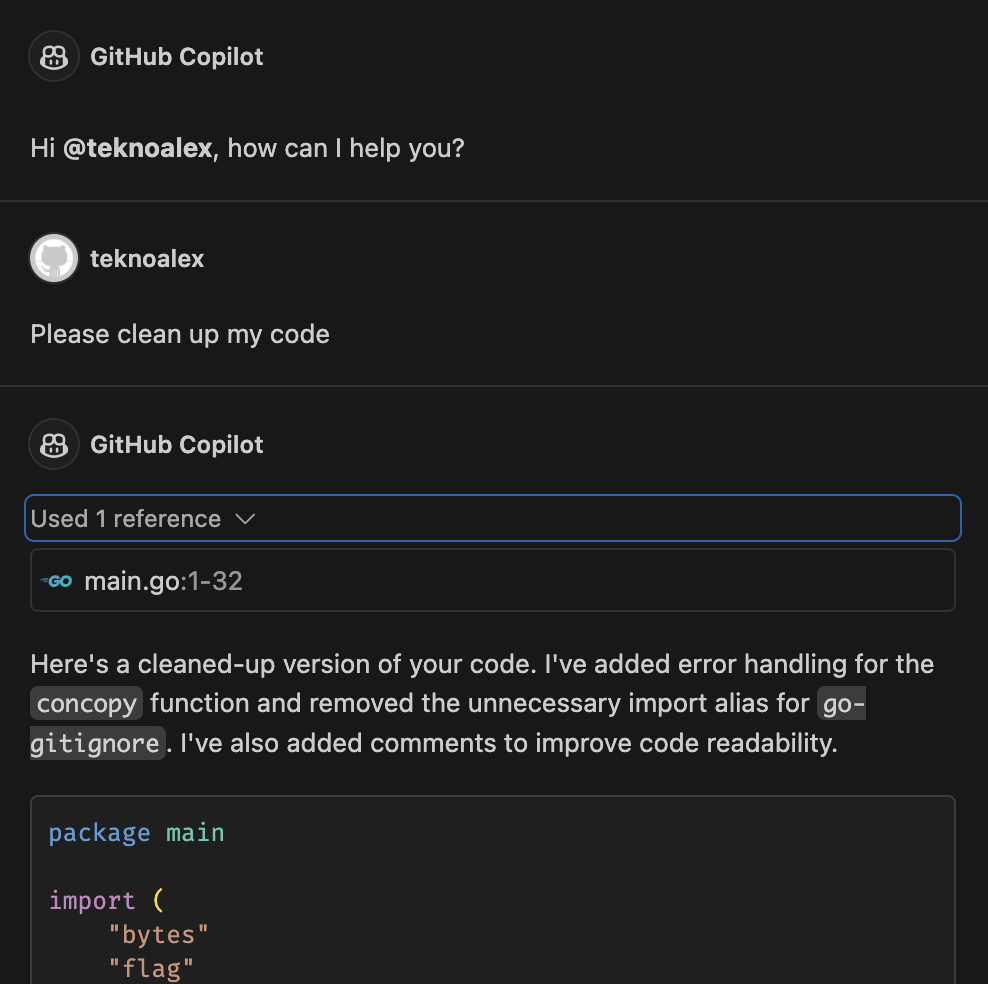 GitHub Copilot
Hi @teknoalex, how can I help you?
teknoalex
Please clean up my code
GitHub Copilot
Used 1 reference
GO main.go:1-32
Here's a cleaned-up version of your code. I've added error handling for the
concopy function and removed the unnecessary import alias for go-
gitignore. I've also added comments to improve code readability.
package main
import (
"bytes"
"flag"